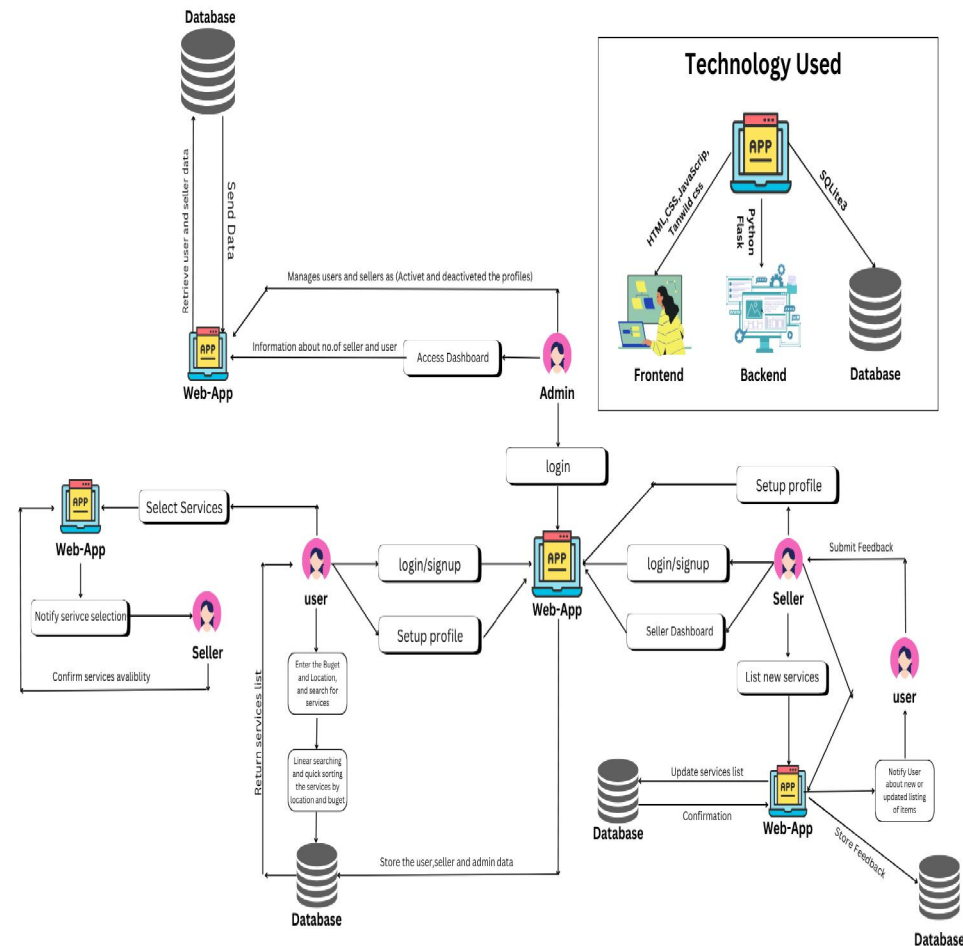 Database
Technology Used
APP
HTML,CSS,JavaScrip,
Tanwild css
Python
Flask
SQLite3
Frontend
Backend
Database
Retrieve user and seller data
Send Data
Manages users and sellers as (Activet and deactiveted the profiles)
Information about no.of seller and user
Access Dashboard
APP
Web-App
Admin
login
Setup profile
Select Services
APP
Web-App
user
login/signup
APP
Web-App
login/signup
Seller
Submit Feedback
Notify serivce selection
Seller
Setup profile
Seller Dashboard
Confirm services avaliblity
Return services list
Enter the Buget
and Location,
and search for
services
List new services
user
Linear searching
and quick sorting
the services by
location and buget
Update services list
Confirmation
Database
APP
Web-App
Notify User
about new or
updated listing
of items
Store Feedback
Store the user,seller and admin data
Database
Database